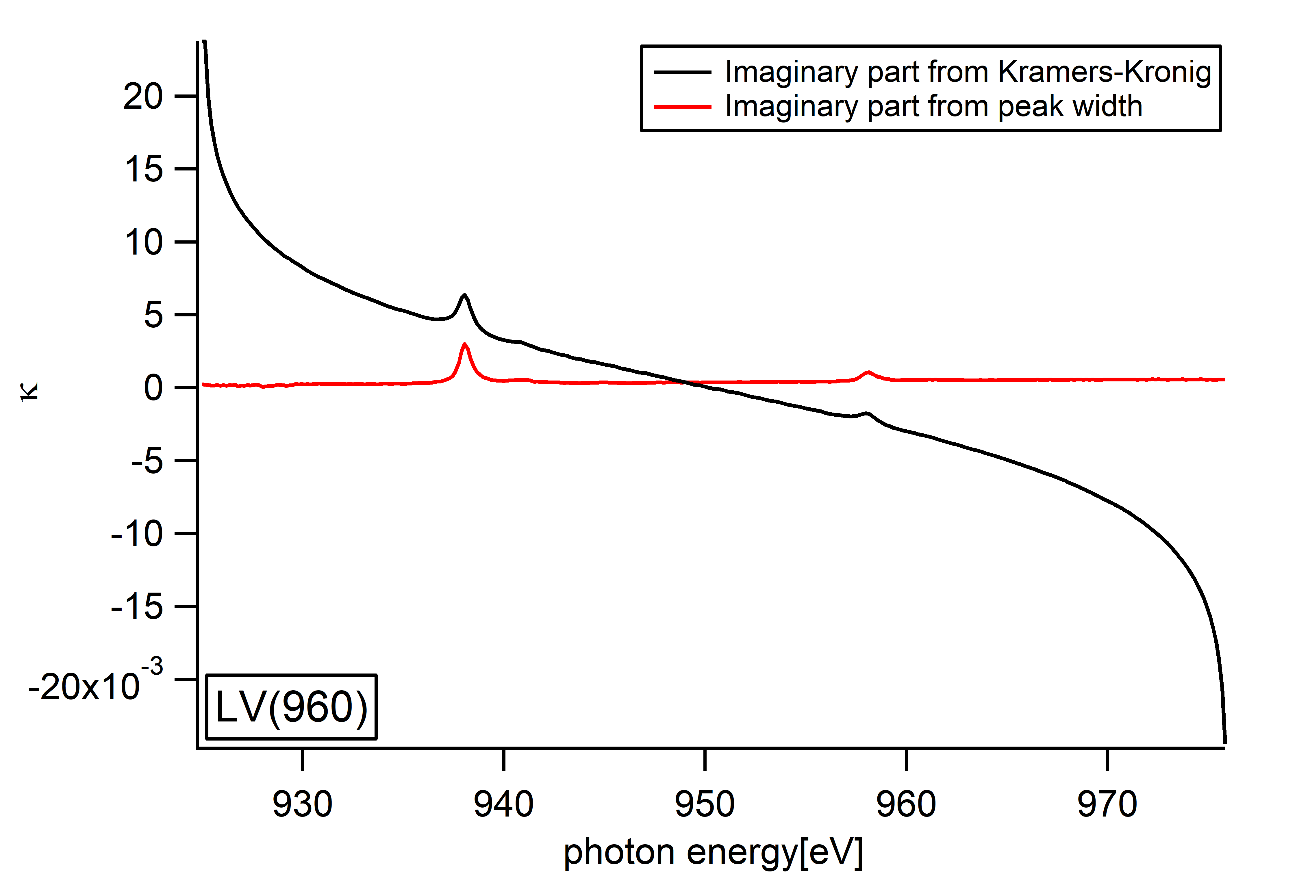 Imaginary part from Kramers-Kronig
Imaginary part from peak width
20
15
10
5
0
-5
-10
-15
-20x10-3
κ
LV(960)
930 940 950 960 970
photon energy[eV]